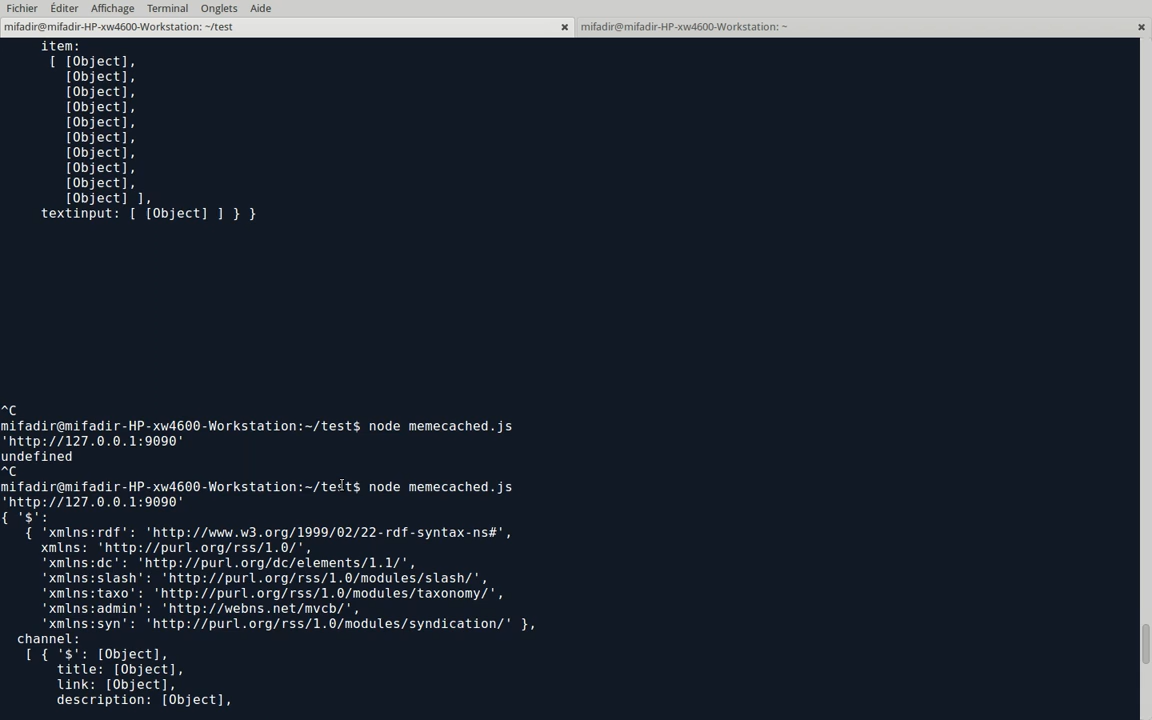 Fichier Éditer Affichage Terminal Onglets Aide
mifadir@mifadir-HP-xw4600-Workstation: ~/test
mifadir@mifadir-HP-xw4600-Workstation: ~
item:
[ [Object],
[Object],
[Object],
[Object],
[Object],
[Object],
[Object],
[Object],
[Object],
[Object] ],
textinput: [ [Object] ] } }
^C
mifadir@mifadir-HP-xw4600-Workstation:~/test$ node memecached.js
'http://127.0.0.1:9090'
undefined
^C
mifadir@mifadir-HP-xw4600-Workstation:~/test$ node memecached.js
'http://127.0.0.1:9090'
{ '$':
{ 'xmlns:rdf': 'http://www.w3.org/1999/02/22-rdf-syntax-ns#',
xmlns: 'http://purl.org/rss/1.0/',
'xmlns:dc': 'http://purl.org/dc/elements/1.1/',
'xmlns:slash': 'http://purl.org/rss/1.0/modules/slash/',
'xmlns:taxo': 'http://purl.org/rss/1.0/modules/taxonomy/',
'xmlns:admin': 'http://webns.net/mvcb/',
'xmlns:syn': 'http://purl.org/rss/1.0/modules/syndication/' },
channel:
[ { '$': [Object],
title: [Object],
link: [Object],
description: [Object],